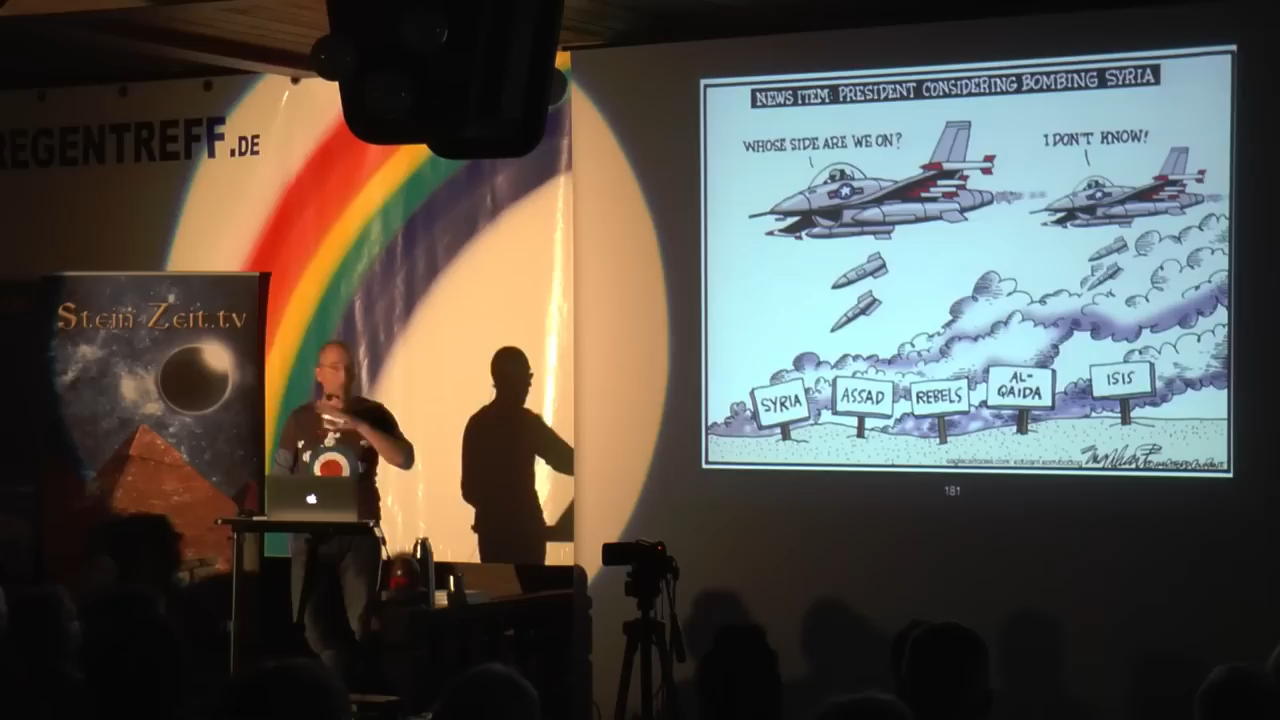 REGENTREFF.DE
Stein-Zeit.tv
NEWS ITEM: PRESIDENT CONSIDERING BOMBING SYRIA
WHOSE SIDE ARE WE ON?
I DON'T KNOW!
SYRIA
ASSAD
REBELS
AL-
QAIDA
ISIS
181